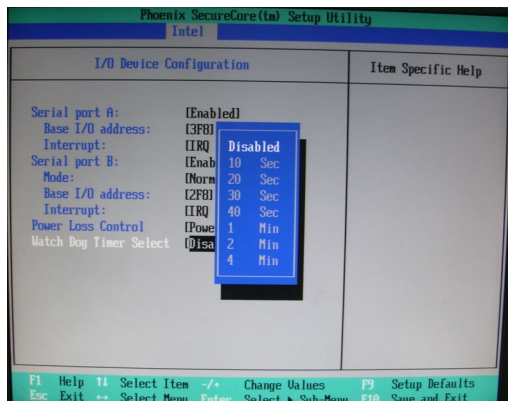 Phoenix SecureCore(tm) Setup Utility
Intel
I/O Device Configuration
Item Specific Help
Serial port A: [Enabled]
Base I/O address: [3F8]
Interrupt: [IRQ
Serial port B: [Enab
Mode: [Norm
Base I/O address: [2F8]
Interrupt: [IRQ
Power Loss Control [Powe
Watch Dog Timer Select [Disa
Disabled
10 Sec
20 Sec
30 Sec
40 Sec
1 Min
2 Min
4 Min
F1 Help ↑↓ Select Item -/+ Change Values F9 Setup Defaults
Esc Exit ↔ Select Menu Enter Select ▶ Sub-Menu F10 Save and Exit